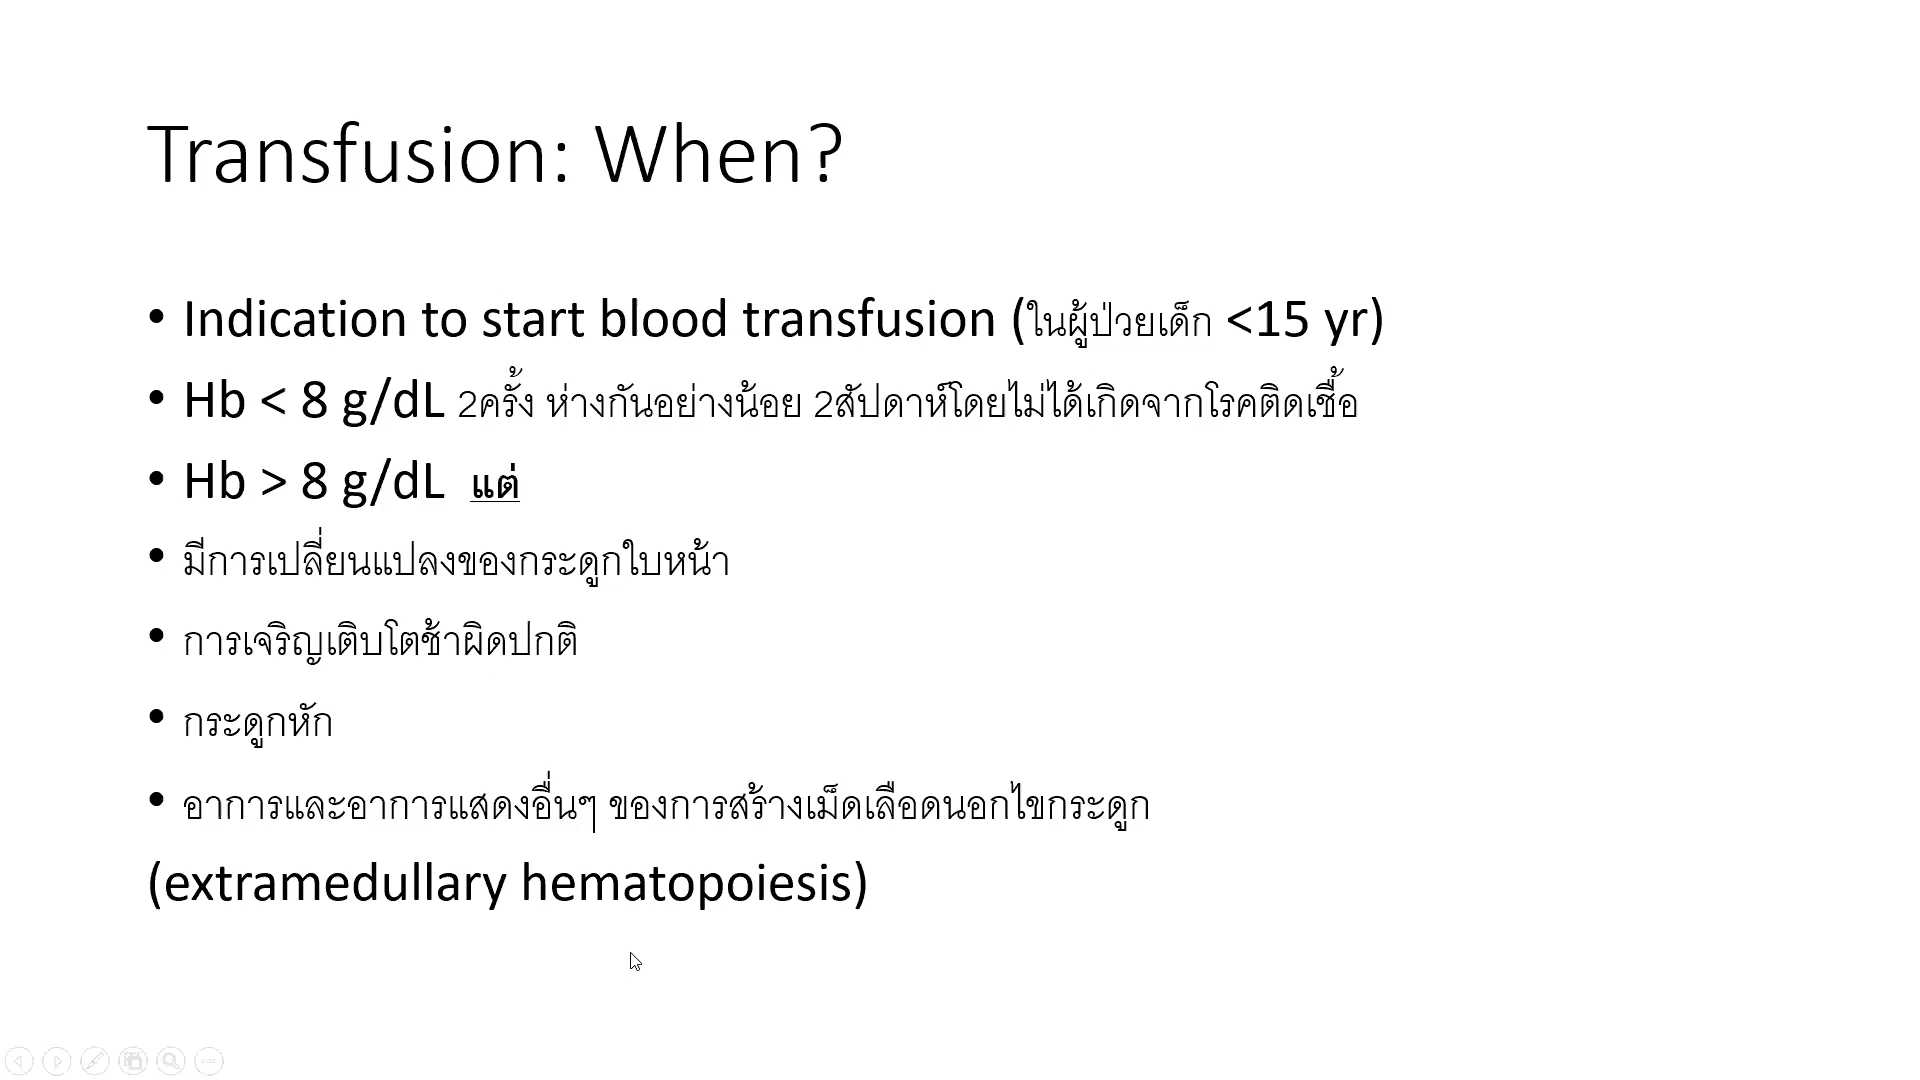 Transfusion: When?
• Indication to start blood transfusion (ในผู้ป่วยเด็ก <15 yr)
• Hb < 8 g/dL 2ครั้ง ห่างกันอย่างน้อย 2สัปดาห์โดยไม่ได้เกิดจากโรคติดเชื้อ
• Hb > 8 g/dL แต่
• มีการเปลี่ยนแปลงของกระดูกใบหน้า
• การเจริญเติบโตช้าผิดปกติ
• กระดูกหัก
• อาการและอาการแสดงอื่นๆ ของการสร้างเม็ดเลือดนอกไขกระดูก
(extramedullary hematopoiesis)